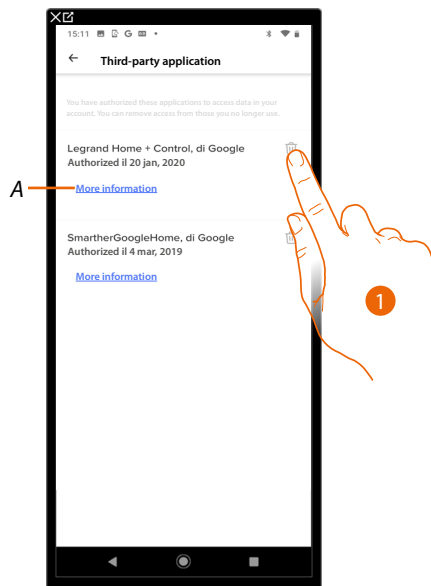 15:11
Third-party application
You have authorized these applications to access data in your
account. You can remove access from those you no longer use.
Legrand Home + Control, di Google
Authorized il 20 jan, 2020
A
More information
SmartherGoogleHome, di Google
Authorized il 4 mar, 2019
More information
1